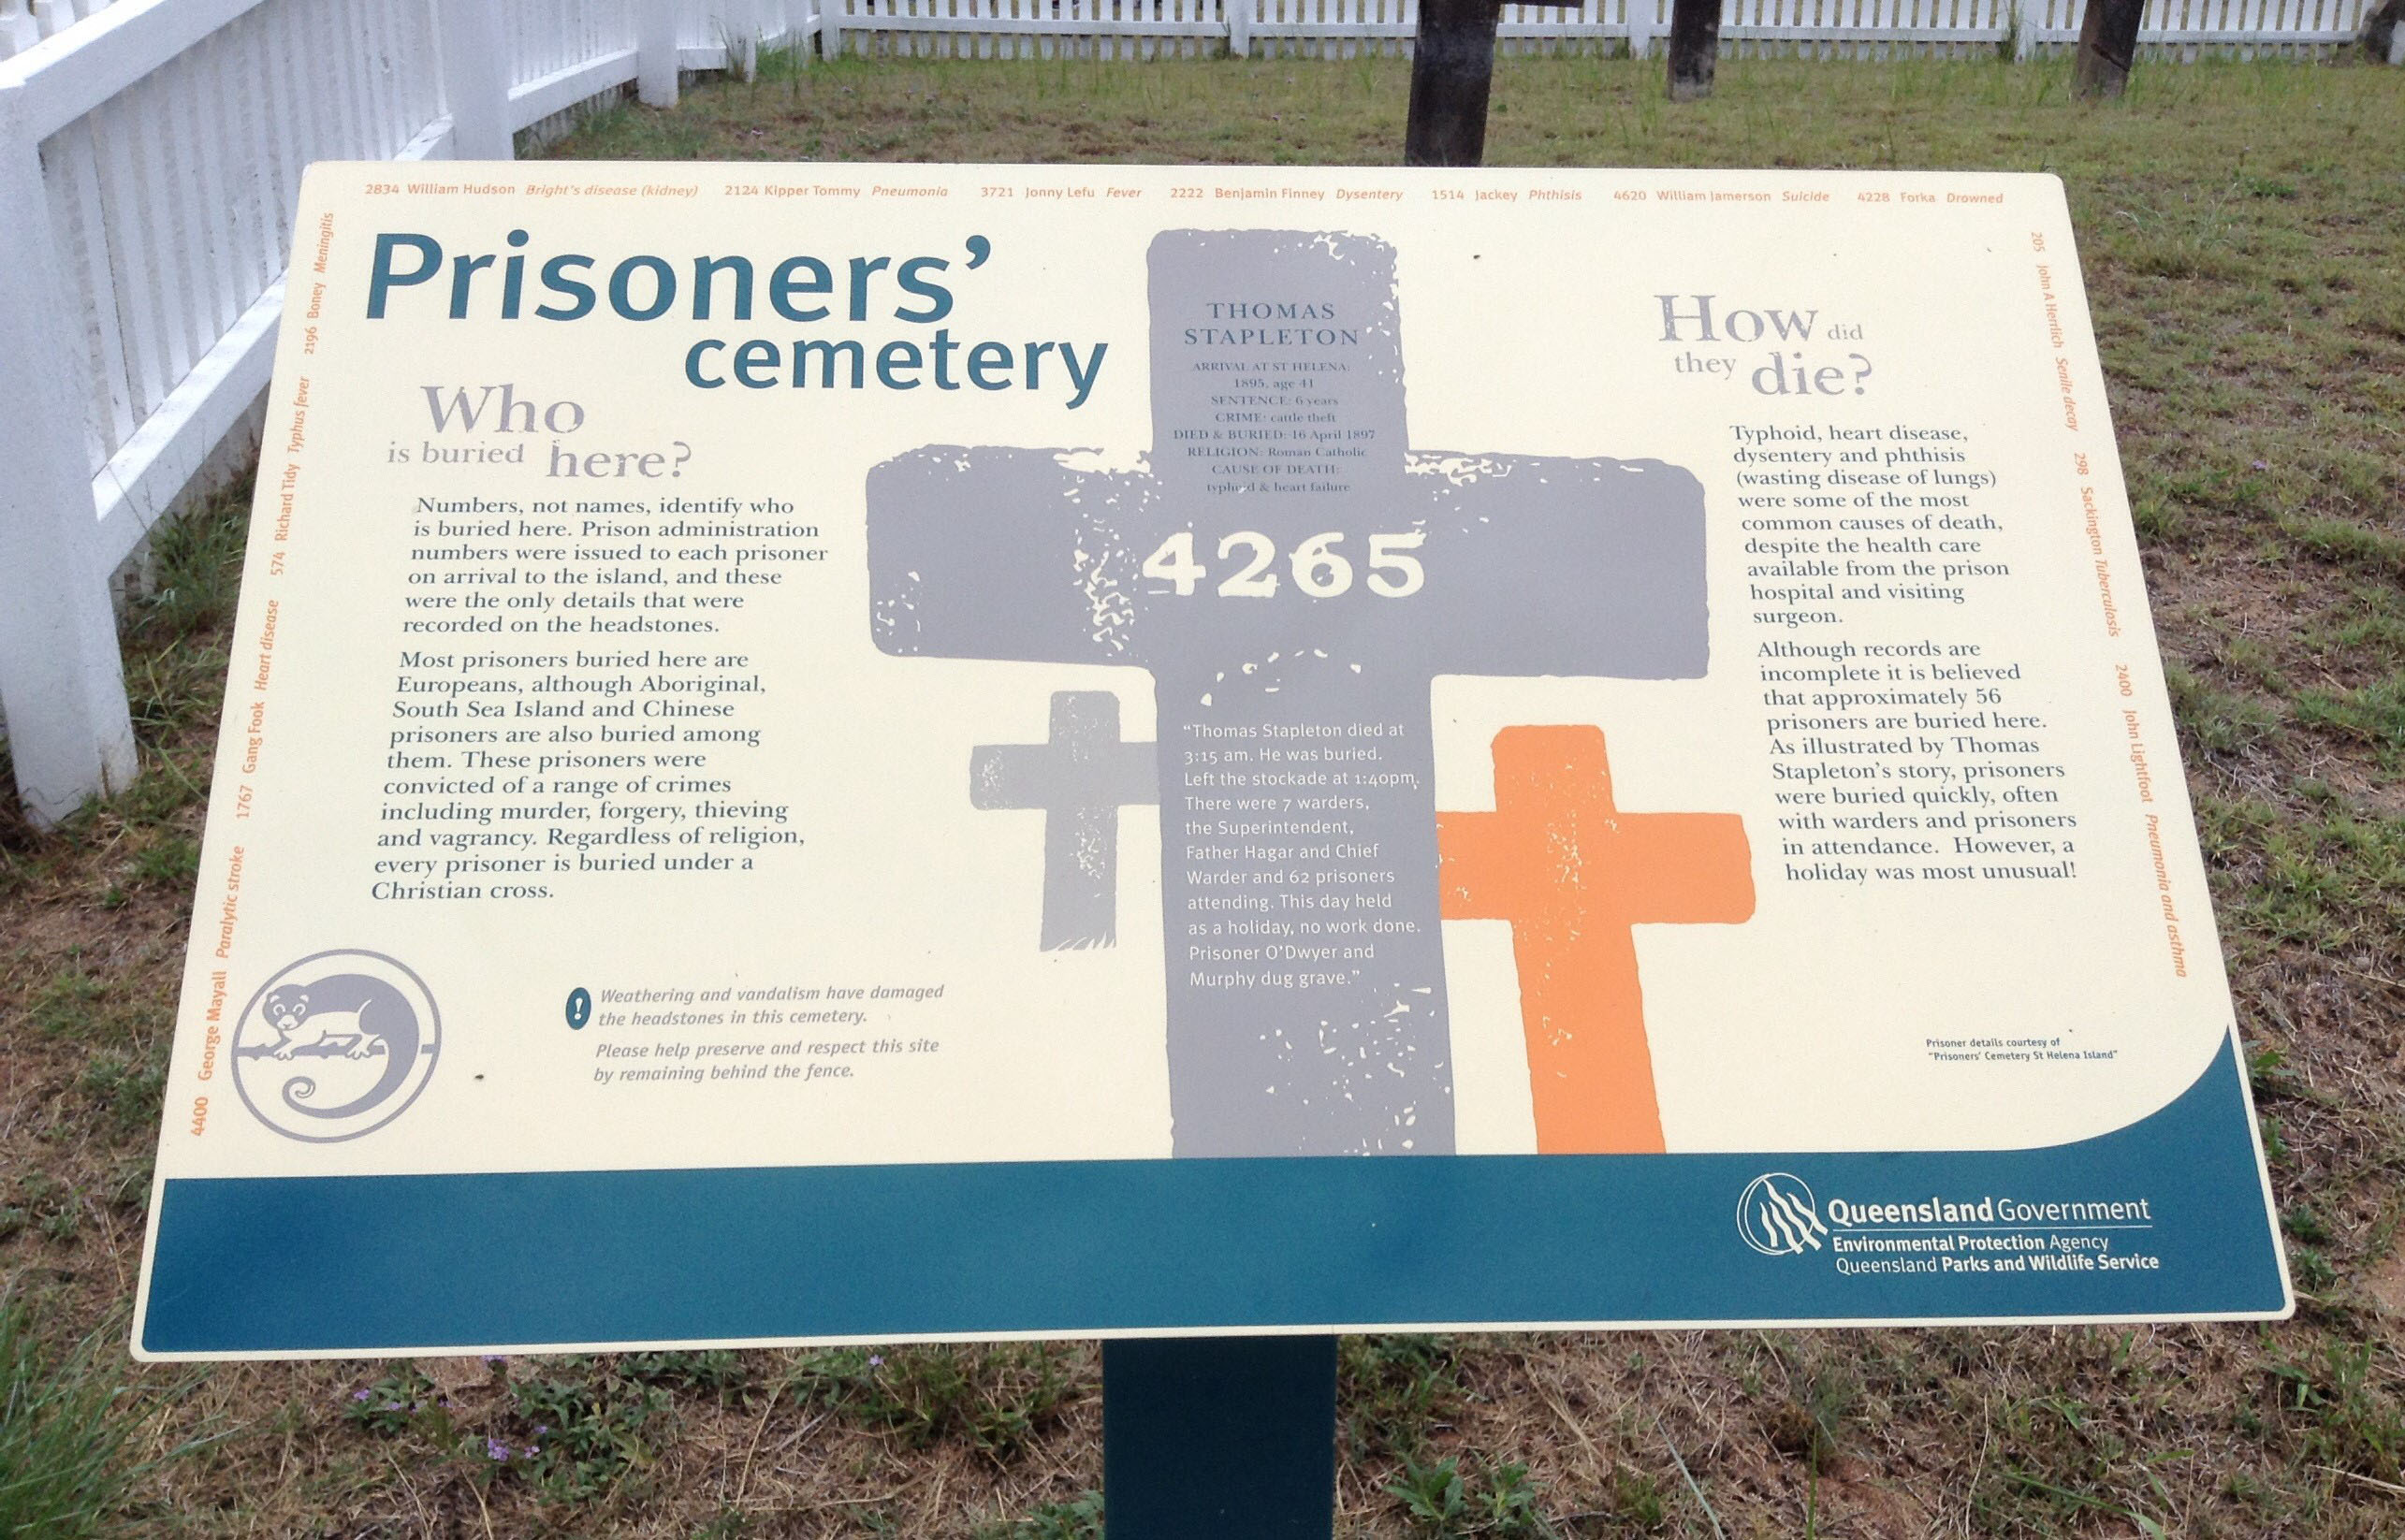 2834 William Hudson Bright's disease (kidney) 2124 Kipper Tommy Pneumonia 3721 Jonny Lefu Fever 2222 Benjamin Finney Dysentery 1514 Jackey Phthisis 4620 William Jamerson Suicide 4228 Forka Drowned
4400 George Mayall Paralytic stroke 1767 Gang Fook Heart disease 574 Richard Tidy Typhus fever 2196 Boney Meningitis
Prisoners'
cemetery
Who
is buried here?
Numbers, not names, identify who
is buried here. Prison administration
numbers were issued to each prisoner
on arrival to the island, and these
were the only details that were
recorded on the headstones.
Most prisoners buried here are
Europeans, although Aboriginal,
South Sea Island and Chinese
prisoners are also buried among
them. These prisoners were
convicted of a range of crimes
including murder, forgery, thieving
and vagrancy. Regardless of religion,
every prisoner is buried under a
Christian cross.
! Weathering and vandalism have damaged
the headstones in this cemetery.
Please help preserve and respect this site
by remaining behind the fence.
THOMAS
STAPLETON
ARRIVAL AT ST HELENA:
1895, age 41
SENTENCE: 6 years
CRIME: cattle theft
DIED & BURIED: 16 April 1897
RELIGION: Roman Catholic
CAUSE OF DEATH:
typhoid & heart failure
4265
"Thomas Stapleton died at
3:15 am. He was buried.
Left the stockade at 1:40pm.
There were 7 warders,
the Superintendent,
Father Hagar and Chief
Warder and 62 prisoners
attending. This day held
as a holiday, no work done.
Prisoner O'Dwyer and
Murphy dug grave."
How did
they die?
Typhoid, heart disease,
dysentery and phthisis
(wasting disease of lungs)
were some of the most
common causes of death,
despite the health care
available from the prison
hospital and visiting
surgeon.
Although records are
incomplete it is believed
that approximately 56
prisoners are buried here.
As illustrated by Thomas
Stapleton's story, prisoners
were buried quickly, often
with warders and prisoners
in attendance. However, a
holiday was most unusual!
205 John A Herrlich Senile decay 298 Sackington Tuberculosis 2400 John Lightfoot Pneumonia and asthma
Prisoner details courtesy of
"Prisoners' Cemetery St Helena Island"
Queensland Government
Environmental Protection Agency
Queensland Parks and Wildlife Service